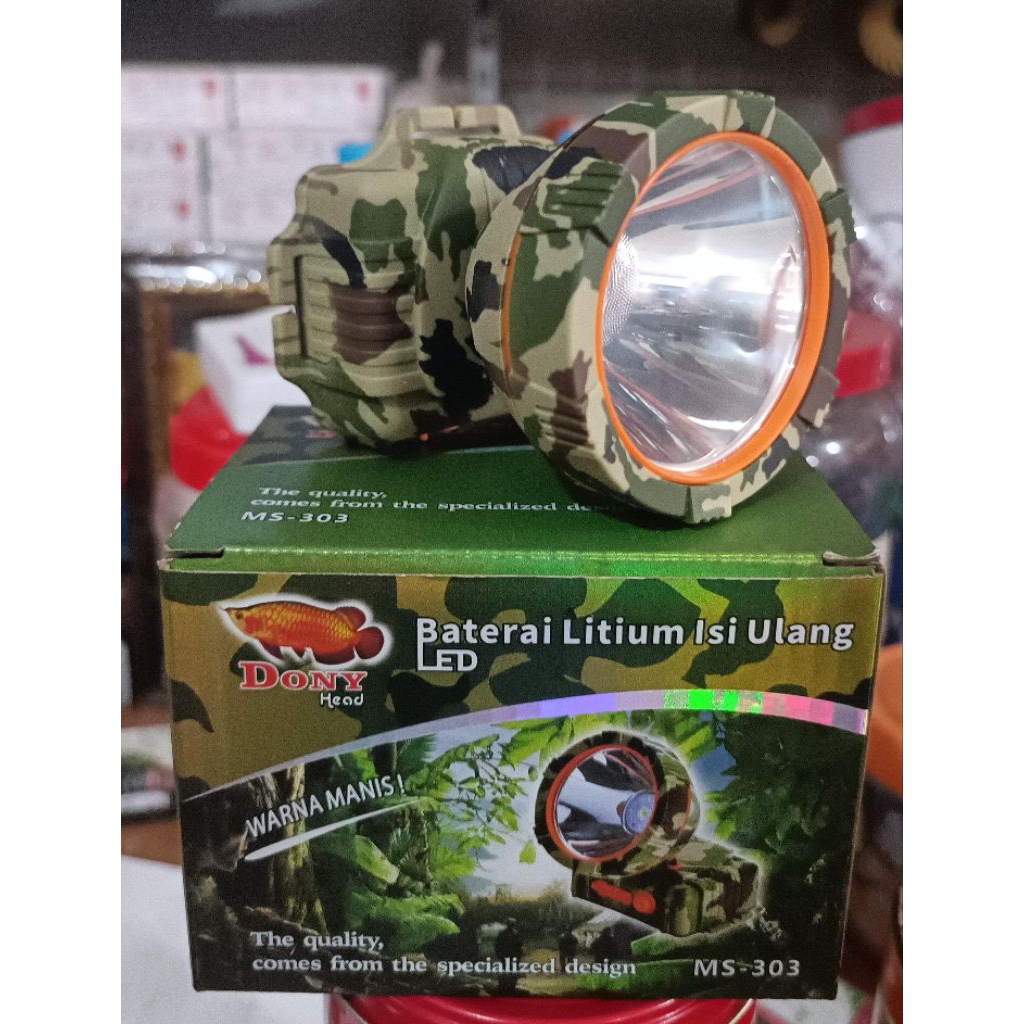 The quality,
comes from the specialized
MS-303
DONY
Head
Baterai Litium Isi Ulang
LED
WARNA MANIS !
The quality,
comes from the specialized design
MS-303